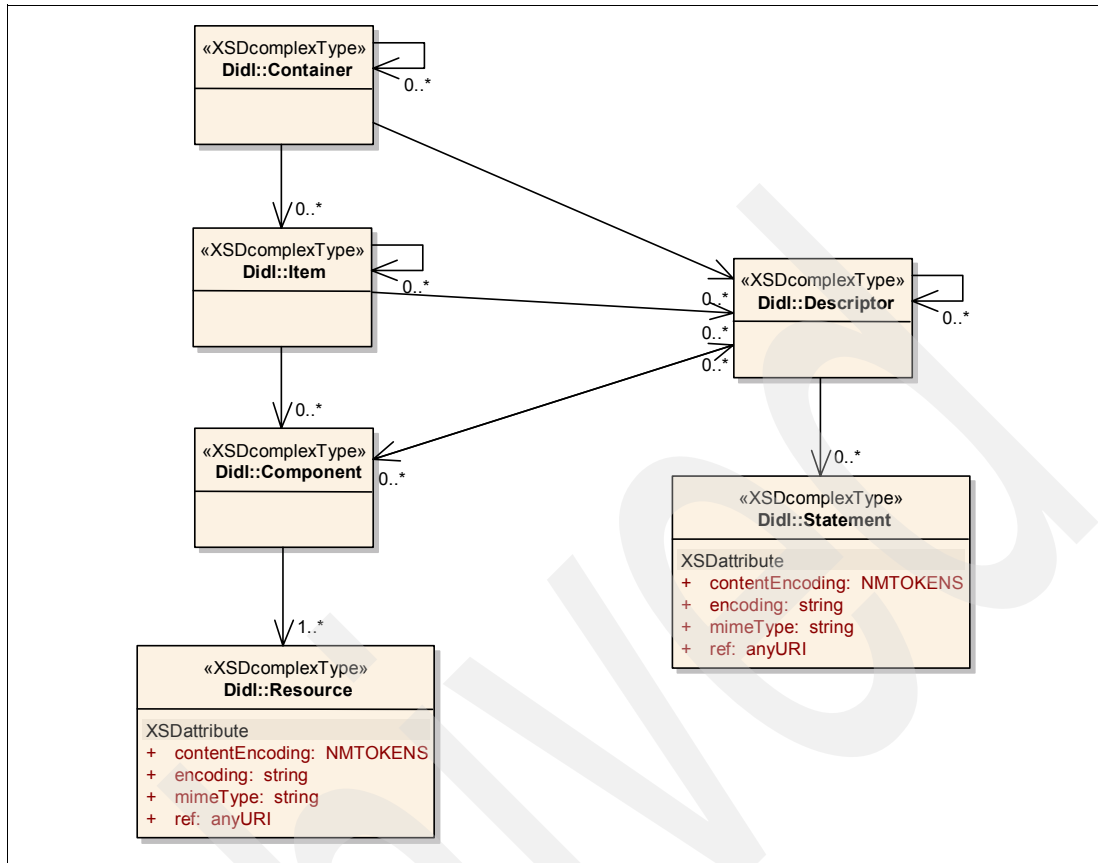 «XSDcomplexType»
Didl::Container
0..*
0..*
«XSDcomplexType»
Didl::Item
0..*
«XSDcomplexType»
Didl::Descriptor
0..*
0..*
0..*
0..*
0..*
«XSDcomplexType»
Didl::Component
0..*
0..*
«XSDcomplexType»
Didl::Statement
XSDattribute
+ contentEncoding: NMTOKENS
+ encoding: string
+ mimeType: string
+ ref: anyURI
1..*
«XSDcomplexType»
Didl::Resource
XSDattribute
+ contentEncoding: NMTOKENS
+ encoding: string
+ mimeType: string
+ ref: anyURI